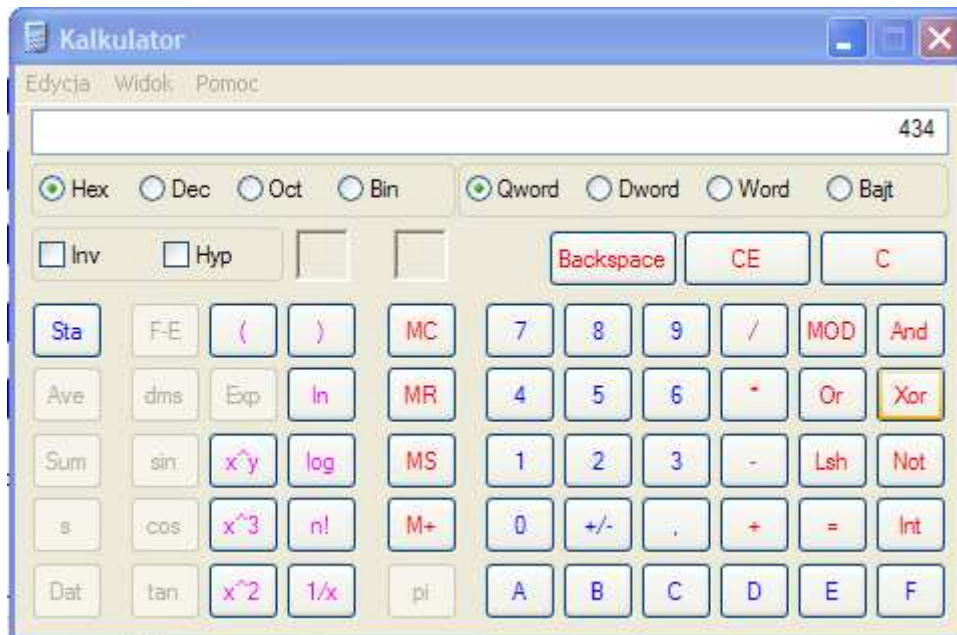 Kalkulator
Edycja Widok Pomoc
434
Hex Dec Oct Bin Qword Dword Word Bajt
Inv Hyp Backspace CE C
Sta F-E ( ) MC 7 8 9 / MOD And
Ave dms Exp ln MR 4 5 6 * Or Xor
Sum sin x^y log MS 1 2 3 - Lsh Not
s cos x^3 n! M+ 0 +/- , + = Int
Dat tan x^2 1/x pi A B C D E F